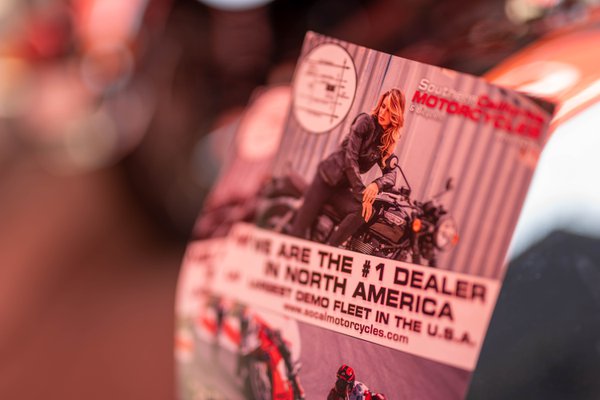 Southern California
MOTORCYCLES
WE ARE THE #1 DEALER
IN NORTH AMERICA
LARGEST DEMO FLEET IN THE U.S.A.
www.socalmotorcycles.com